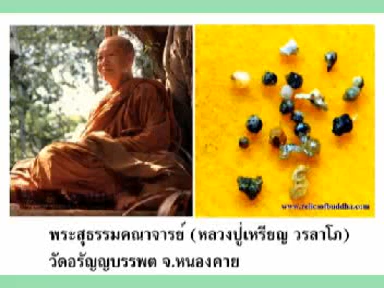 www.relicsofbuddha.com
พระสุธรรมคณาจารย์ (หลวงปู่เหรียญ วรลาโภ)
วัดอรัญญบรรพต จ.หนองคาย